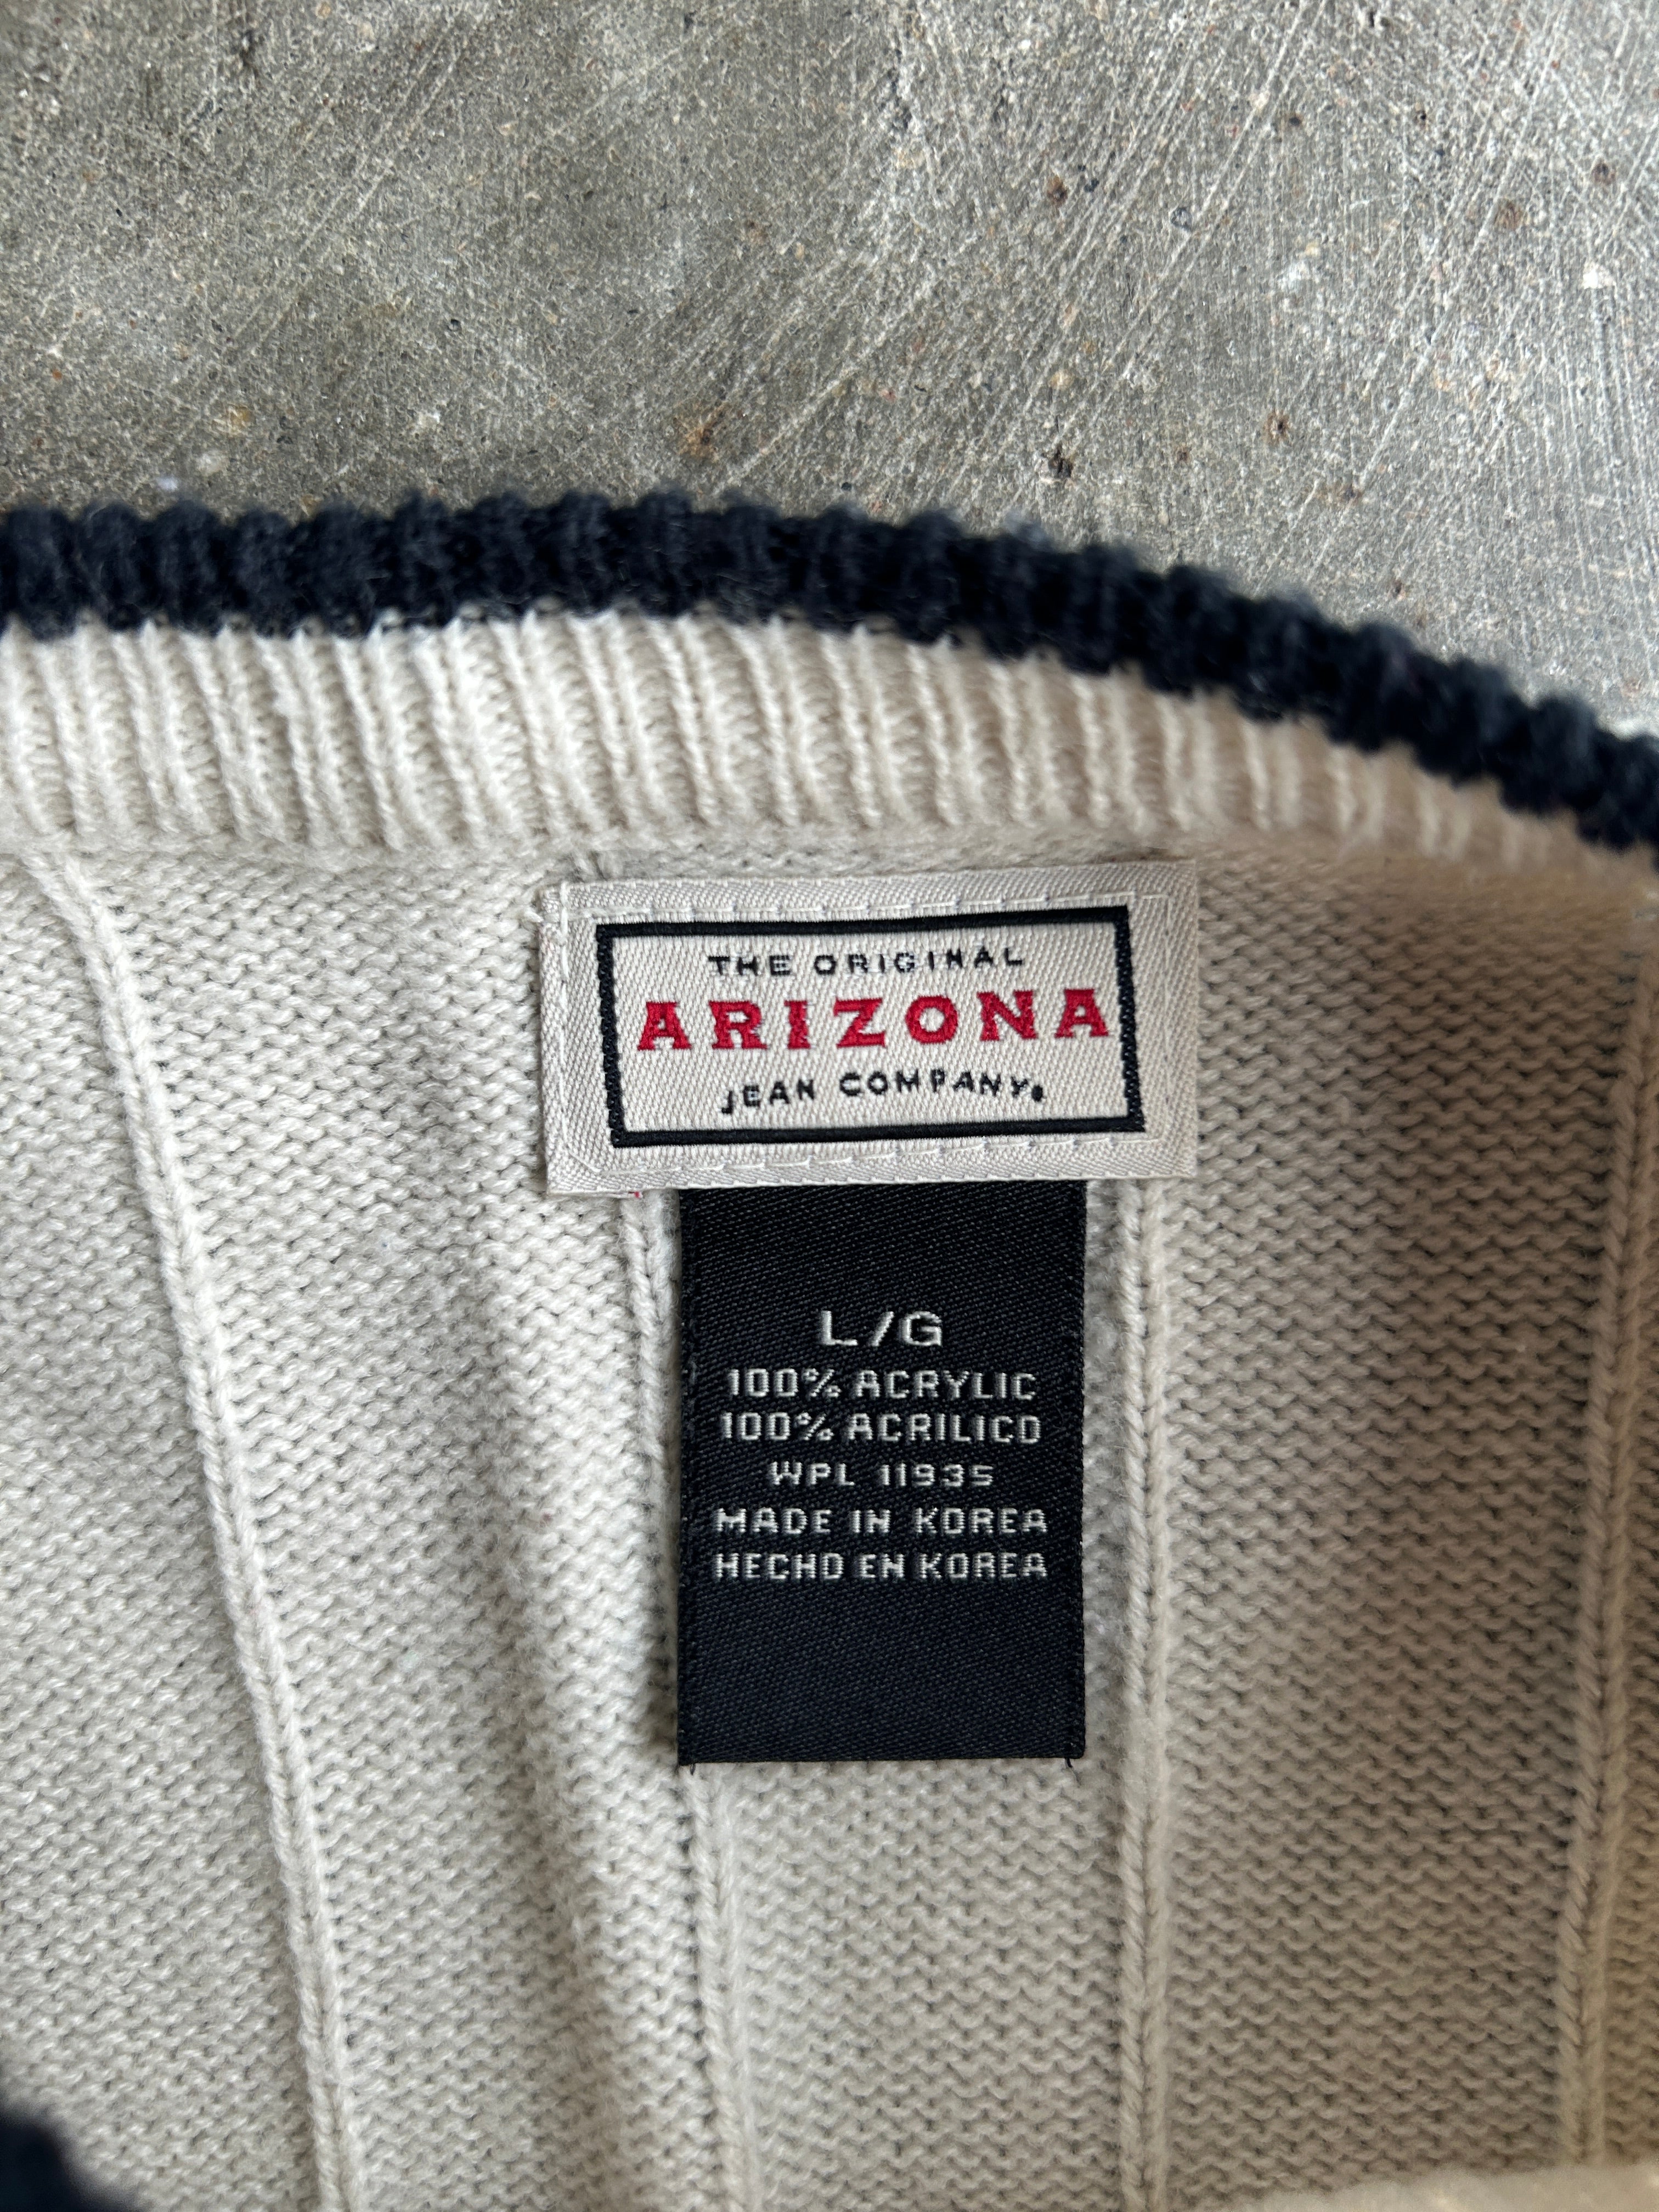 THE ORIGINAL
ARIZONA
JEAN COMPANY®
L/G
100% ACRYLIC
100% ACRILICO
WPL 11935
MADE IN KOREA
HECHO EN KOREA